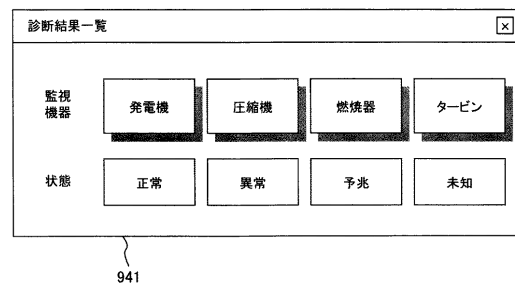 診断結果一覧 ×
監視
機器
発電機 圧縮機 燃焼器 タービン
状態 正常 異常 予兆 未知
941